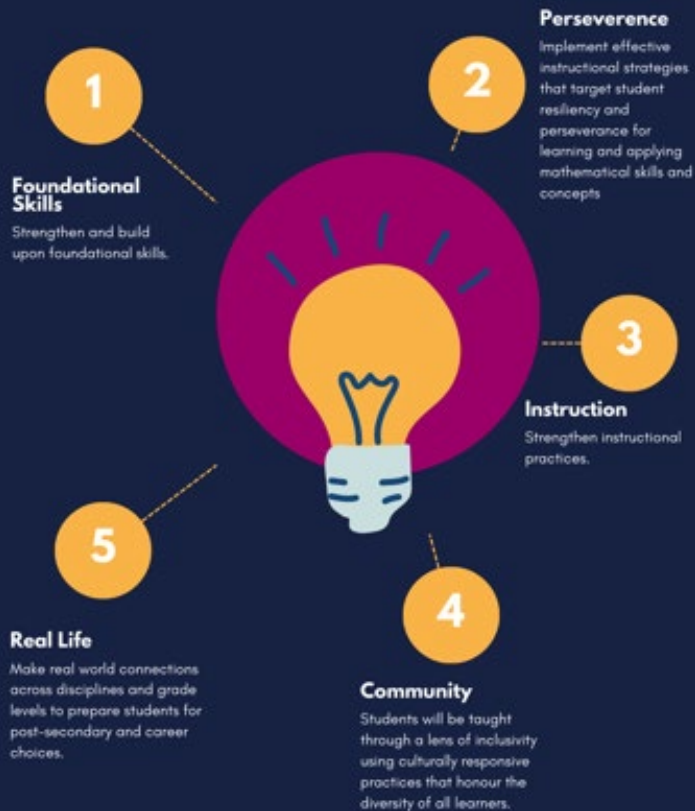 1
Foundational
Skills
Strengthen and build
upon foundational skills.
2
Perseverence
Implement effective
instructional strategies
that target student
resiliency and
perseverance for
learning and applying
mathematical skills and
concepts
3
Instruction
Strengthen instructional
practices.
4
Community
Students will be taught
through a lens of inclusivity
using culturally responsive
practices that honour the
diversity of all learners.
5
Real Life
Make real world connections
across disciplines and grade
levels to prepare students for
post-secondary and career
choices.